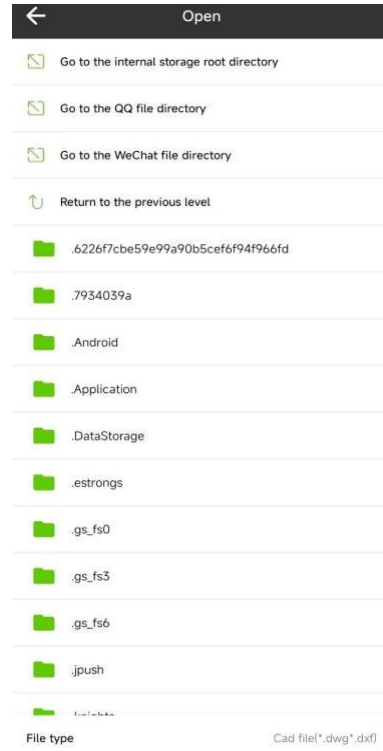 Open
Go to the internal storage root directory
Go to the QQ file directory
Go to the WeChat file directory
Return to the previous level
.6226f7cbe59e99a90b5cef6f94f966fd
.7934039a
.Android
.Application
.DataStorage
.estrongs
.gs_fs0
.gs_fs3
.gs_fs6
.jpush
File type Cad file(*.dwg*.dxf)